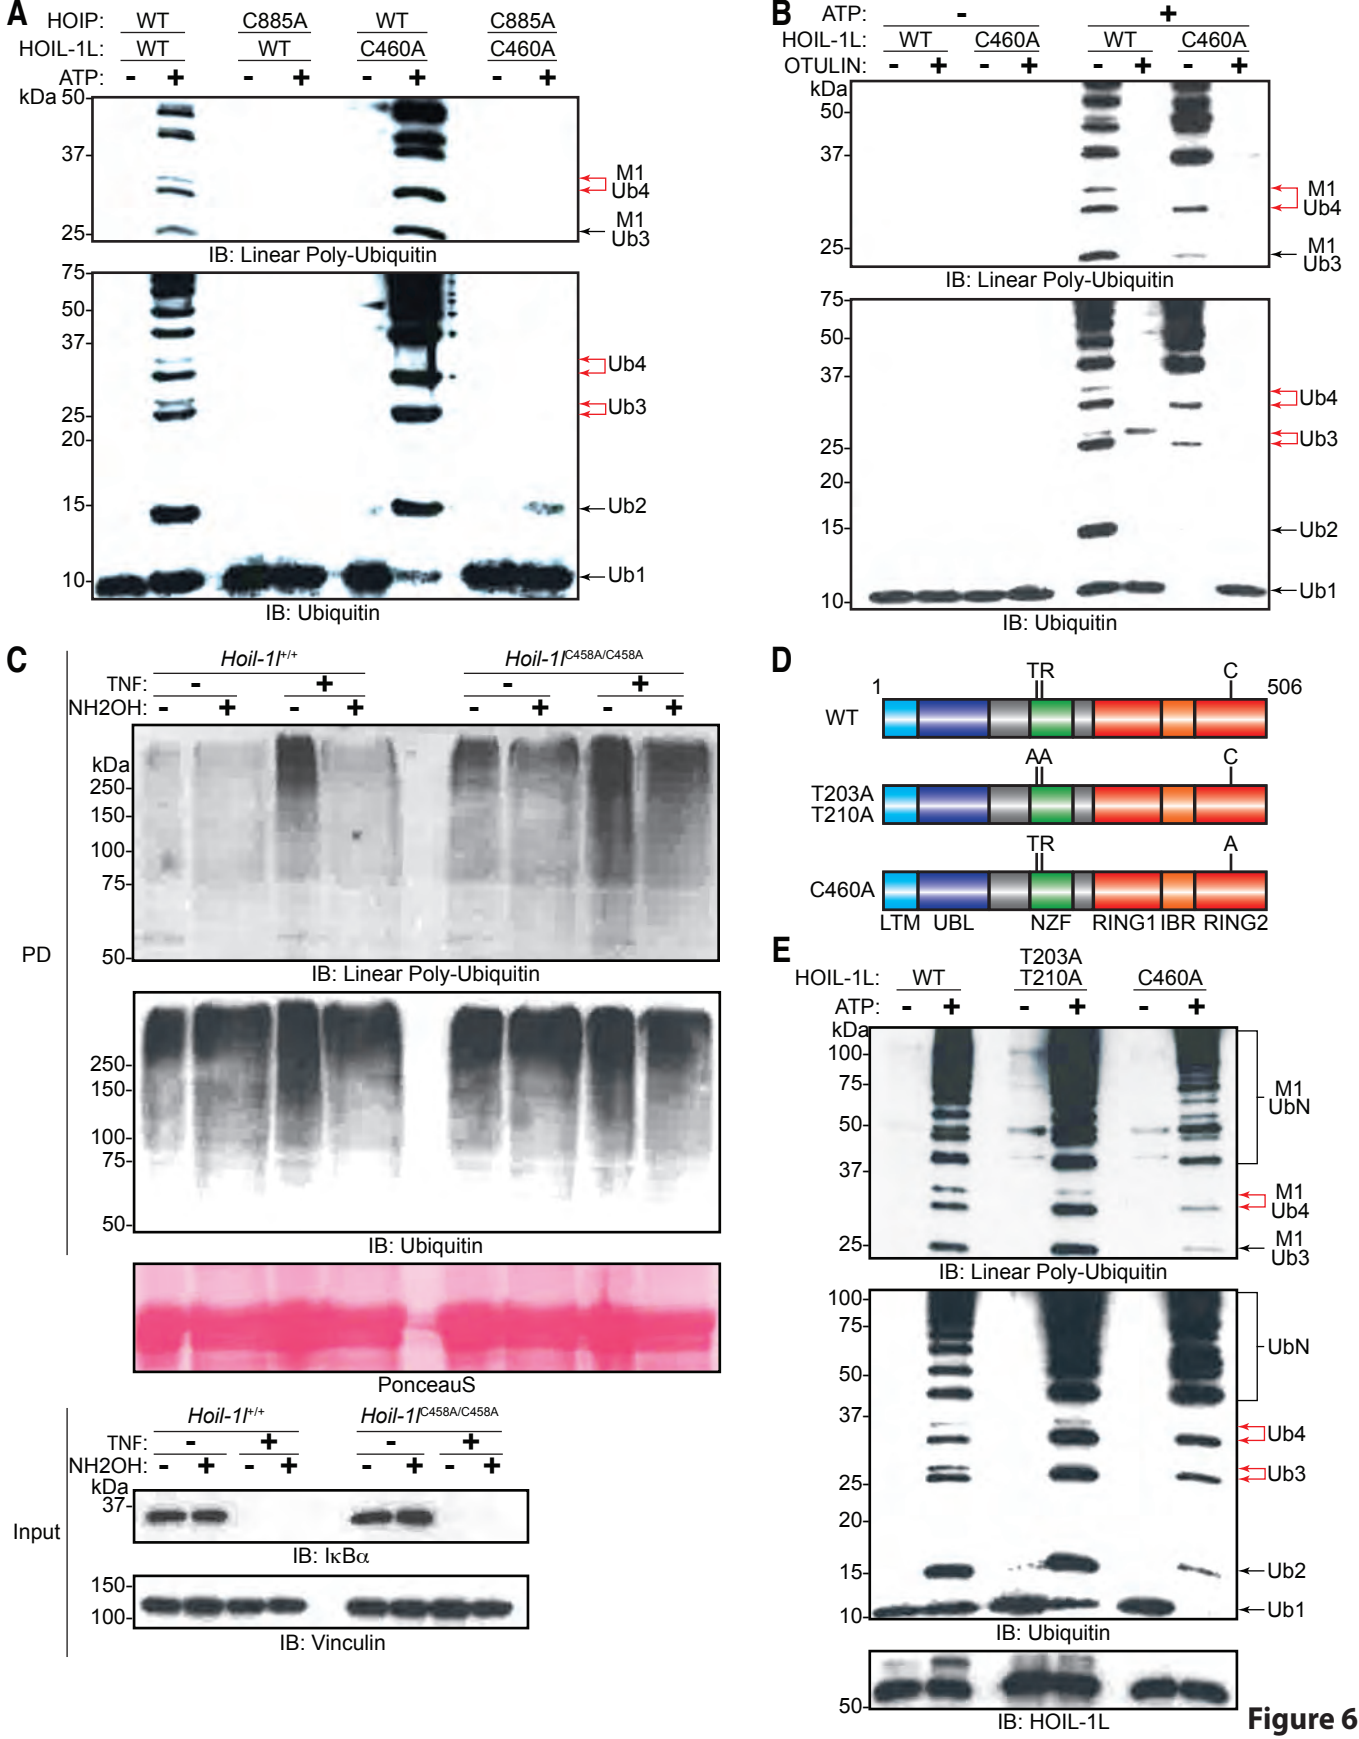 A
HOIP: WT C885A WT C885A
HOIL-1L: WT WT C460A C460A
ATP: - + - + - + - +
kDa
50-
37-
25-
M1
Ub4
M1
Ub3
IB: Linear Poly-Ubiquitin
75-
50-
37-
25-
20-
15-
10-
Ub4
Ub3
Ub2
Ub1
IB: Ubiquitin
B
ATP: - +
HOIL-1L: WT C460A WT C460A
OTULIN: - + - + - + - +
kDa
50-
37-
25-
M1
Ub4
M1
Ub3
IB: Linear Poly-Ubiquitin
75-
50-
37-
25-
20-
15-
10-
Ub4
Ub3
Ub2
Ub1
IB: Ubiquitin
C
Hoil-1l+/+ Hoil-1lC458A/C458A
TNF: - + - +
NH2OH: - + - + - + - +
kDa
250-
150-
100-
75-
50-
IB: Linear Poly-Ubiquitin
PD
250-
150-
100-
75-
50-
IB: Ubiquitin
PonceauS
Hoil-1l+/+ Hoil-1lC458A/C458A
TNF: - + - +
NH2OH: - + - + - + - +
kDa
37-
Input
IB: IκBα
150-
100-
IB: Vinculin
D
TR C
1 506
WT
AA C
T203A
T210A
TR A
C460A
LTM UBL NZF RING1 IBR RING2
E
T203A
HOIL-1L: WT T210A C460A
ATP: - + - + - +
kDa
100-
75-
50-
37-
25-
M1
UbN
M1
Ub4
M1
Ub3
IB: Linear Poly-Ubiquitin
100-
75-
50-
37-
25-
20-
15-
10-
UbN
Ub4
Ub3
Ub2
Ub1
IB: Ubiquitin
50-
IB: HOIL-1L
Figure 6